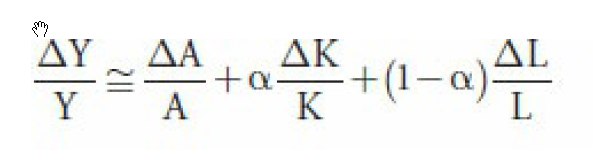 ΔY/Y ≅ ΔA/A + α ΔK/K + (1 − α) ΔL/L